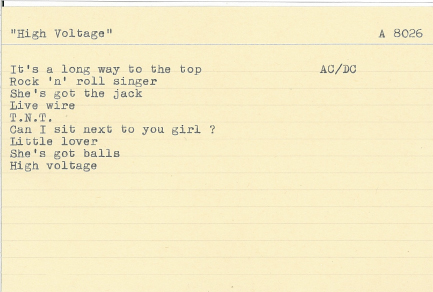 "High Voltage" A 8026
It's a long way to the top AC/DC
Rock 'n' roll singer
She's got the jack
Live wire
T.N.T.
Can I sit next to you girl ?
Little lover
She's got balls
High voltage